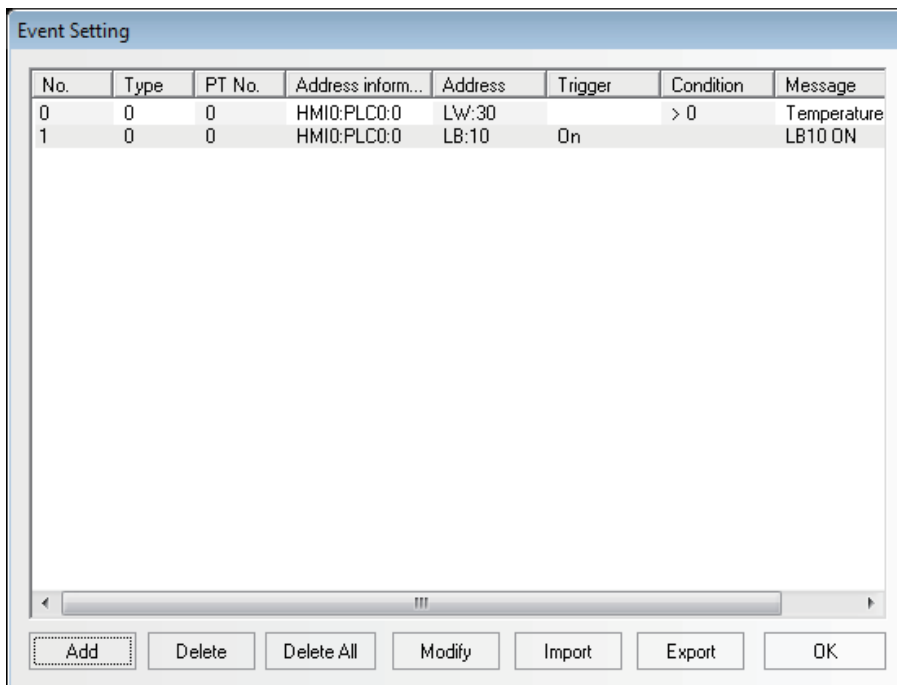 Event Setting
No. Type PT No. Address inform... Address Trigger Condition Message
0 0 0 HMI0:PLC0:0 LW:30 > 0 Temperature
1 0 0 HMI0:PLC0:0 LB:10 On LB10 ON
Add Delete Delete All Modify Import Export OK